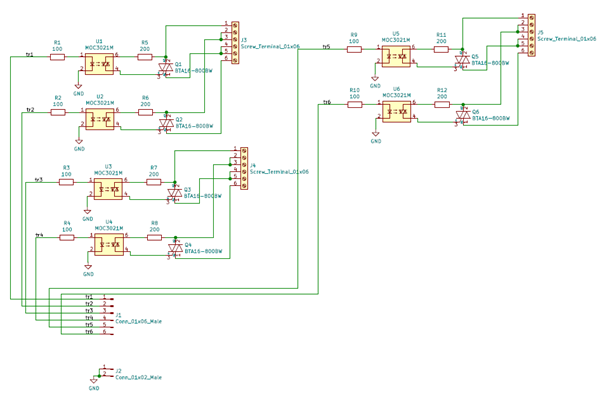 tr1
R1
100
U1
MOC3021M
R5
200
Q1
BTA16-800BW
J3
Screw_Terminal_01x06
1
2
3
4
5
6
GND
tr2
R2
100
U2
MOC3021M
R6
200
Q2
BTA16-800BW
GND
tr3
R3
100
U3
MOC3021M
R7
200
Q3
BTA16-800BW
J4
Screw_Terminal_01x06
1
2
3
4
5
6
GND
tr4
R4
100
U4
MOC3021M
R8
200
Q4
BTA16-800BW
GND
tr5
R9
100
U5
MOC3021M
R11
200
Q5
BTA16-800BW
J5
Screw_Terminal_01x06
1
2
3
4
5
6
GND
tr6
R10
100
U6
MOC3021M
R12
200
Q6
BTA16-800BW
GND
tr1 1
tr2 2
tr3 3
tr4 4
tr5 5
tr6 6
J1
Conn_01x06_Male
1
2
J2
Conn_01x02_Male
GND